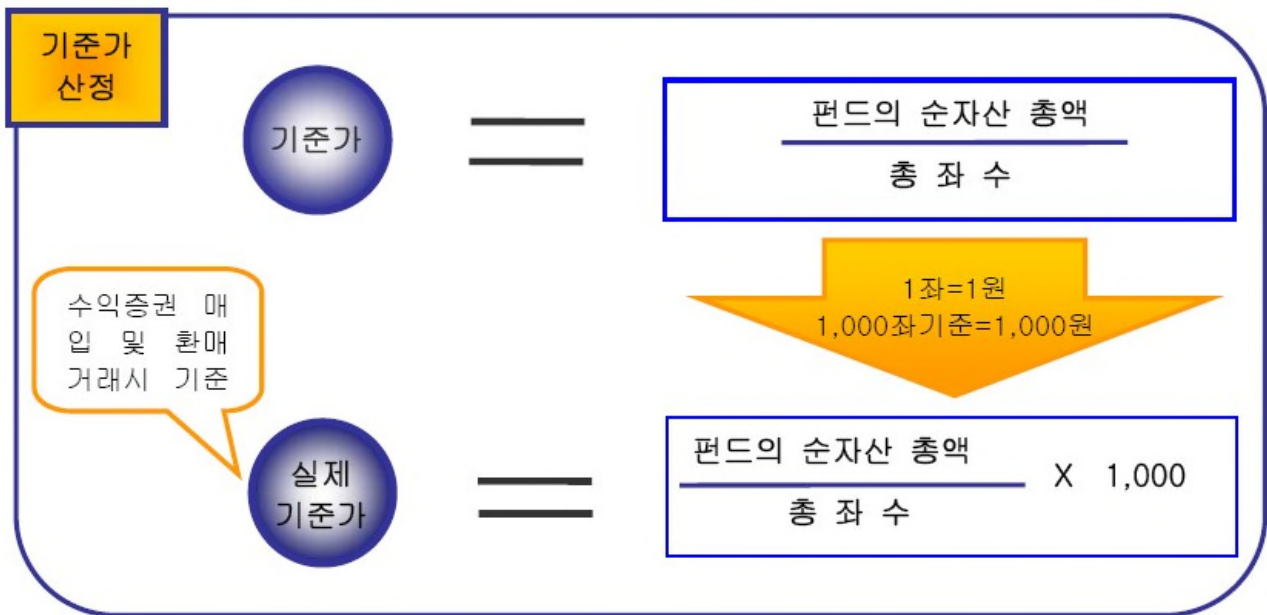 기준가
산정
기준가
펀드의 순자산 총액
총 좌 수
1좌=1원
1,000좌기준=1,000원
수익증권 매
입 및 환매
거래시 기준
실제
기준가
펀드의 순자산 총액
총 좌 수
X 1,000